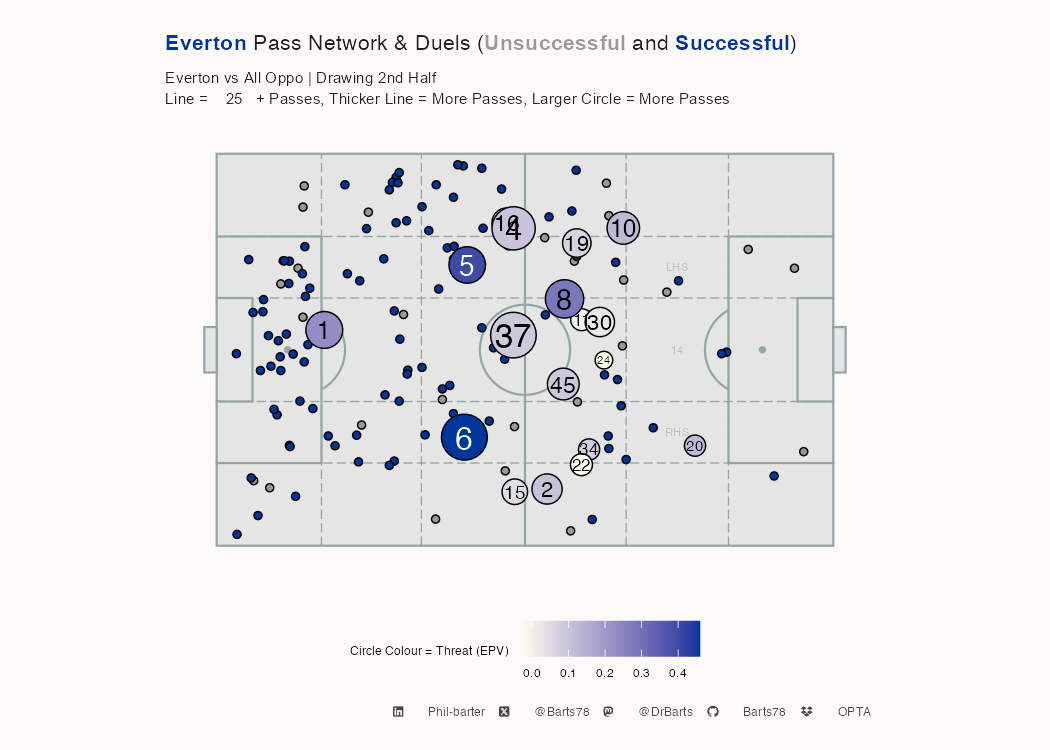 Everton Pass Network & Duels (Unsuccessful and Successful)
Everton vs All Oppo | Drawing 2nd Half
Line = 25 + Passes, Thicker Line = More Passes, Larger Circle = More Passes
16
4
10
19
5
LHS
8
11
30
1
37
14
24
45
6
RHS
20
34
22
15
2
Circle Colour = Threat (EPV)
0.0 0.1 0.2 0.3 0.4
Phil-barter @Barts78 @DrBarts Barts78 OPTA